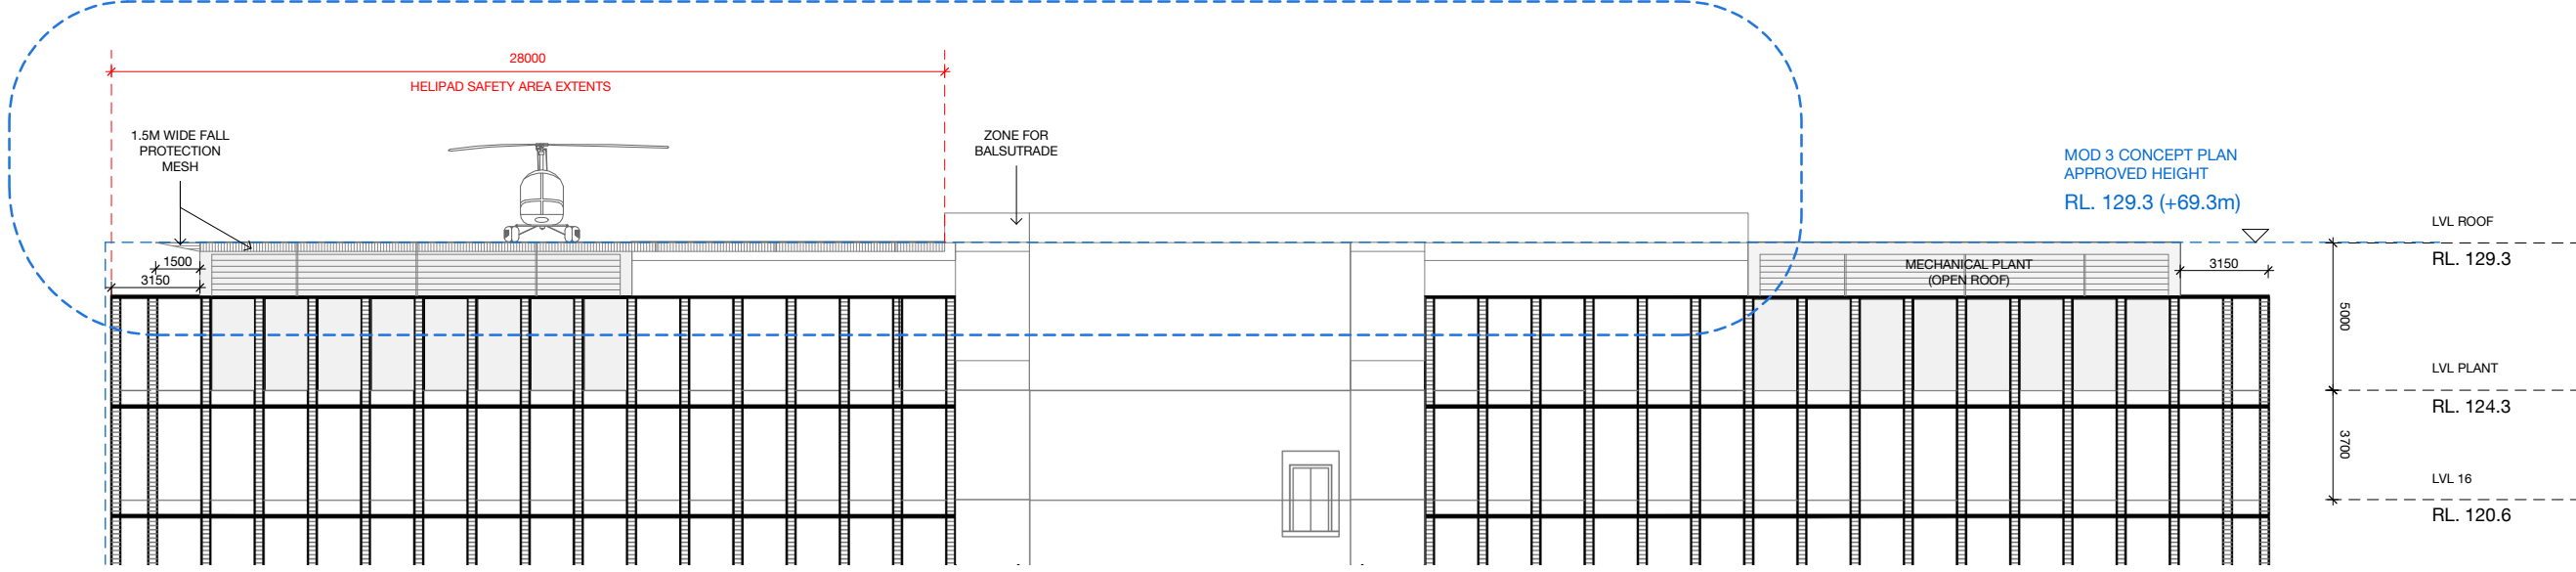 28000
HELIPAD SAFETY AREA EXTENTS
1.5M WIDE FALL
PROTECTION
MESH
ZONE FOR
BALSUTRADE
MOD 3 CONCEPT PLAN
APPROVED HEIGHT
RL. 129.3 (+69.3m)
LVL ROOF
RL. 129.3
1500
3150
MECHANICAL PLANT
(OPEN ROOF)
3150
5000
LVL PLANT
RL. 124.3
3700
LVL 16
RL. 120.6